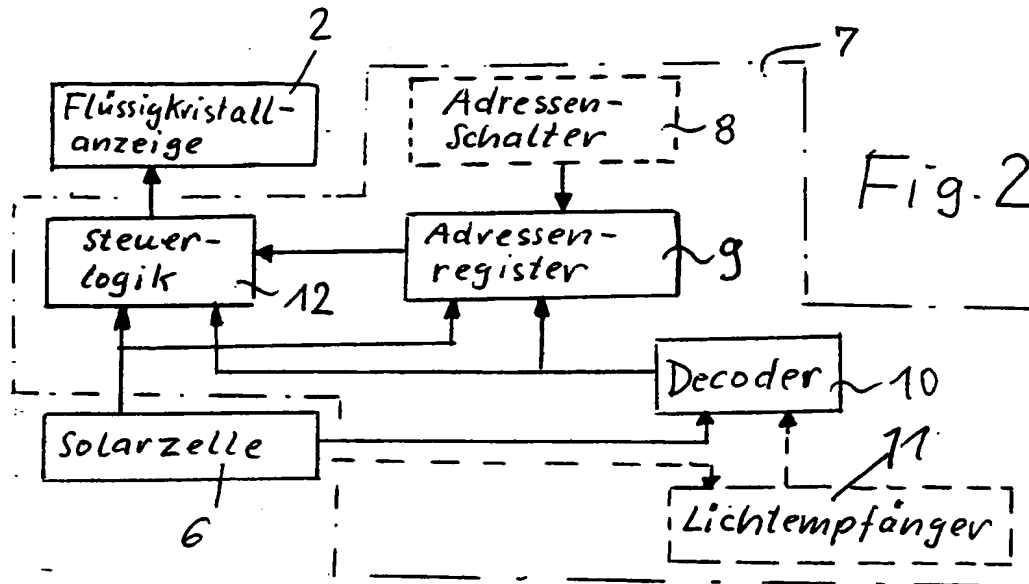 2
7
Flüssigkristall-
anzeige
Adressen-
Schalter
8
Fig. 2
Steuer-
logik
12
Adressen-
register
9
Decoder
10
Solarzelle
6
11
Lichtempfänger